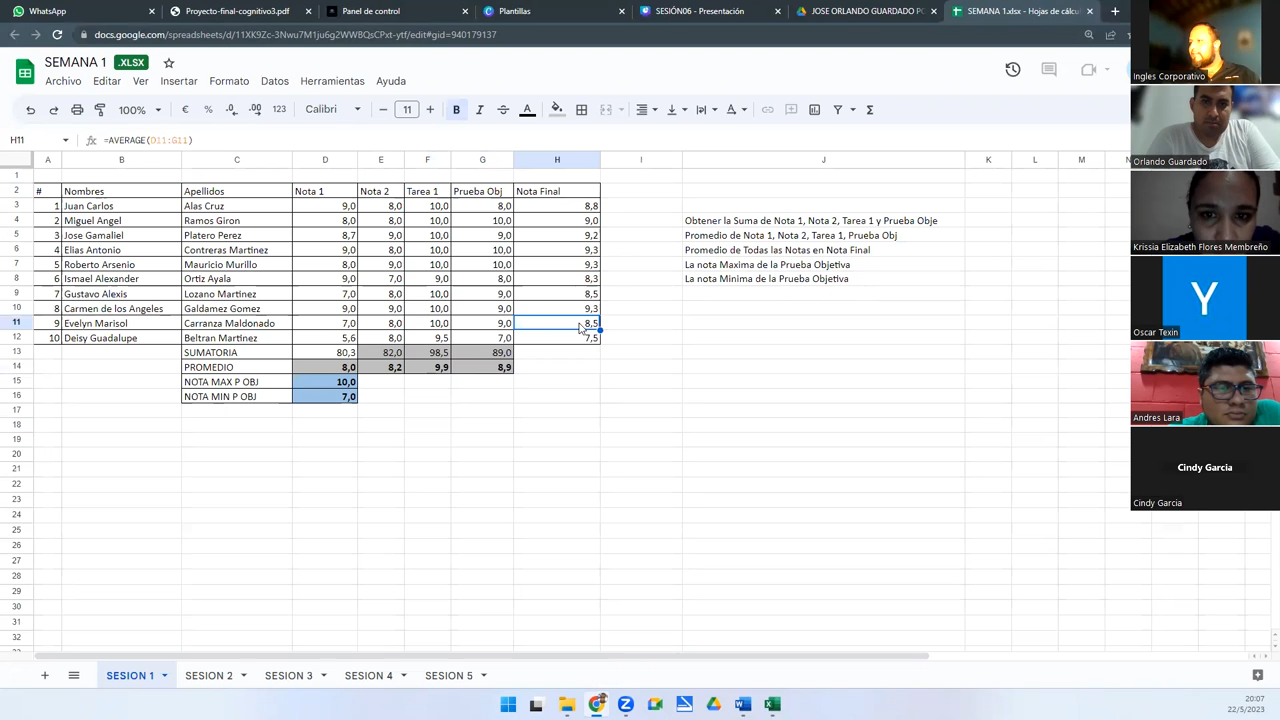 WhatsApp
Proyecto-final-cognitivo3.pdf
Panel de control
Plantillas
SESIÓN06 - Presentación
JOSE ORLANDO GUARDADO PO
SEMANA 1.xlsx - Hojas de cálcu
docs.google.com/spreadsheets/d/11XK9Zc-3Nwu7M1ju6g2WWBQsCPxt-ytf/edit#gid=940179137
SEMANA 1 .XLSX
Archivo Editar Ver Insertar Formato Datos Herramientas Ayuda
100% € % .0 .00 123 Calibri 11 B I A
H11 =AVERAGE(D11:G11)
A B C D E F G H I J K L M N
# Nombres Apellidos Nota 1 Nota 2 Tarea 1 Prueba Obj Nota Final
1 Juan Carlos Alas Cruz 9,0 8,0 10,0 8,0 8,8
2 Miguel Angel Ramos Giron 8,0 8,0 10,0 10,0 9,0 Obtener la Suma de Nota 1, Nota 2, Tarea 1 y Prueba Obje
3 Jose Gamaliel Platero Perez 8,7 9,0 10,0 9,0 9,2 Promedio de Nota 1, Nota 2, Tarea 1, Prueba Obj
4 Elias Antonio Contreras Martinez 9,0 8,0 10,0 10,0 9,3 Promedio de Todas las Notas en Nota Final
5 Roberto Arsenio Mauricio Murillo 8,0 9,0 10,0 10,0 9,3 La nota Maxima de la Prueba Objetiva
6 Ismael Alexander Ortiz Ayala 9,0 7,0 9,0 8,0 8,3 La nota Minima de la Prueba Objetiva
7 Gustavo Alexis Lozano Martinez 7,0 8,0 10,0 9,0 8,5
8 Carmen de los Angeles Galdamez Gomez 9,0 9,0 10,0 9,0 9,3
9 Evelyn Marisol Carranza Maldonado 7,0 8,0 10,0 9,0 8,5
10 Deisy Guadalupe Beltran Martinez 5,6 8,0 9,5 7,0 7,5
SUMATORIA 80,3 82,0 98,5 89,0
PROMEDIO 8,0 8,2 9,9 8,9
NOTA MAX P OBJ 10,0
NOTA MIN P OBJ 7,0
1
2
3
4
5
6
7
8
9
10
11
12
13
14
15
16
17
18
19
20
21
22
23
24
25
26
27
28
29
30
31
32
SESION 1 SESION 2 SESION 3 SESION 4 SESION 5
20:07
22/5/2023
Ingles Corporativo
Orlando Guardado
Krissia Elizabeth Flores Membreño
Y
Oscar Texin
Andres Lara
Cindy Garcia
Cindy Garcia